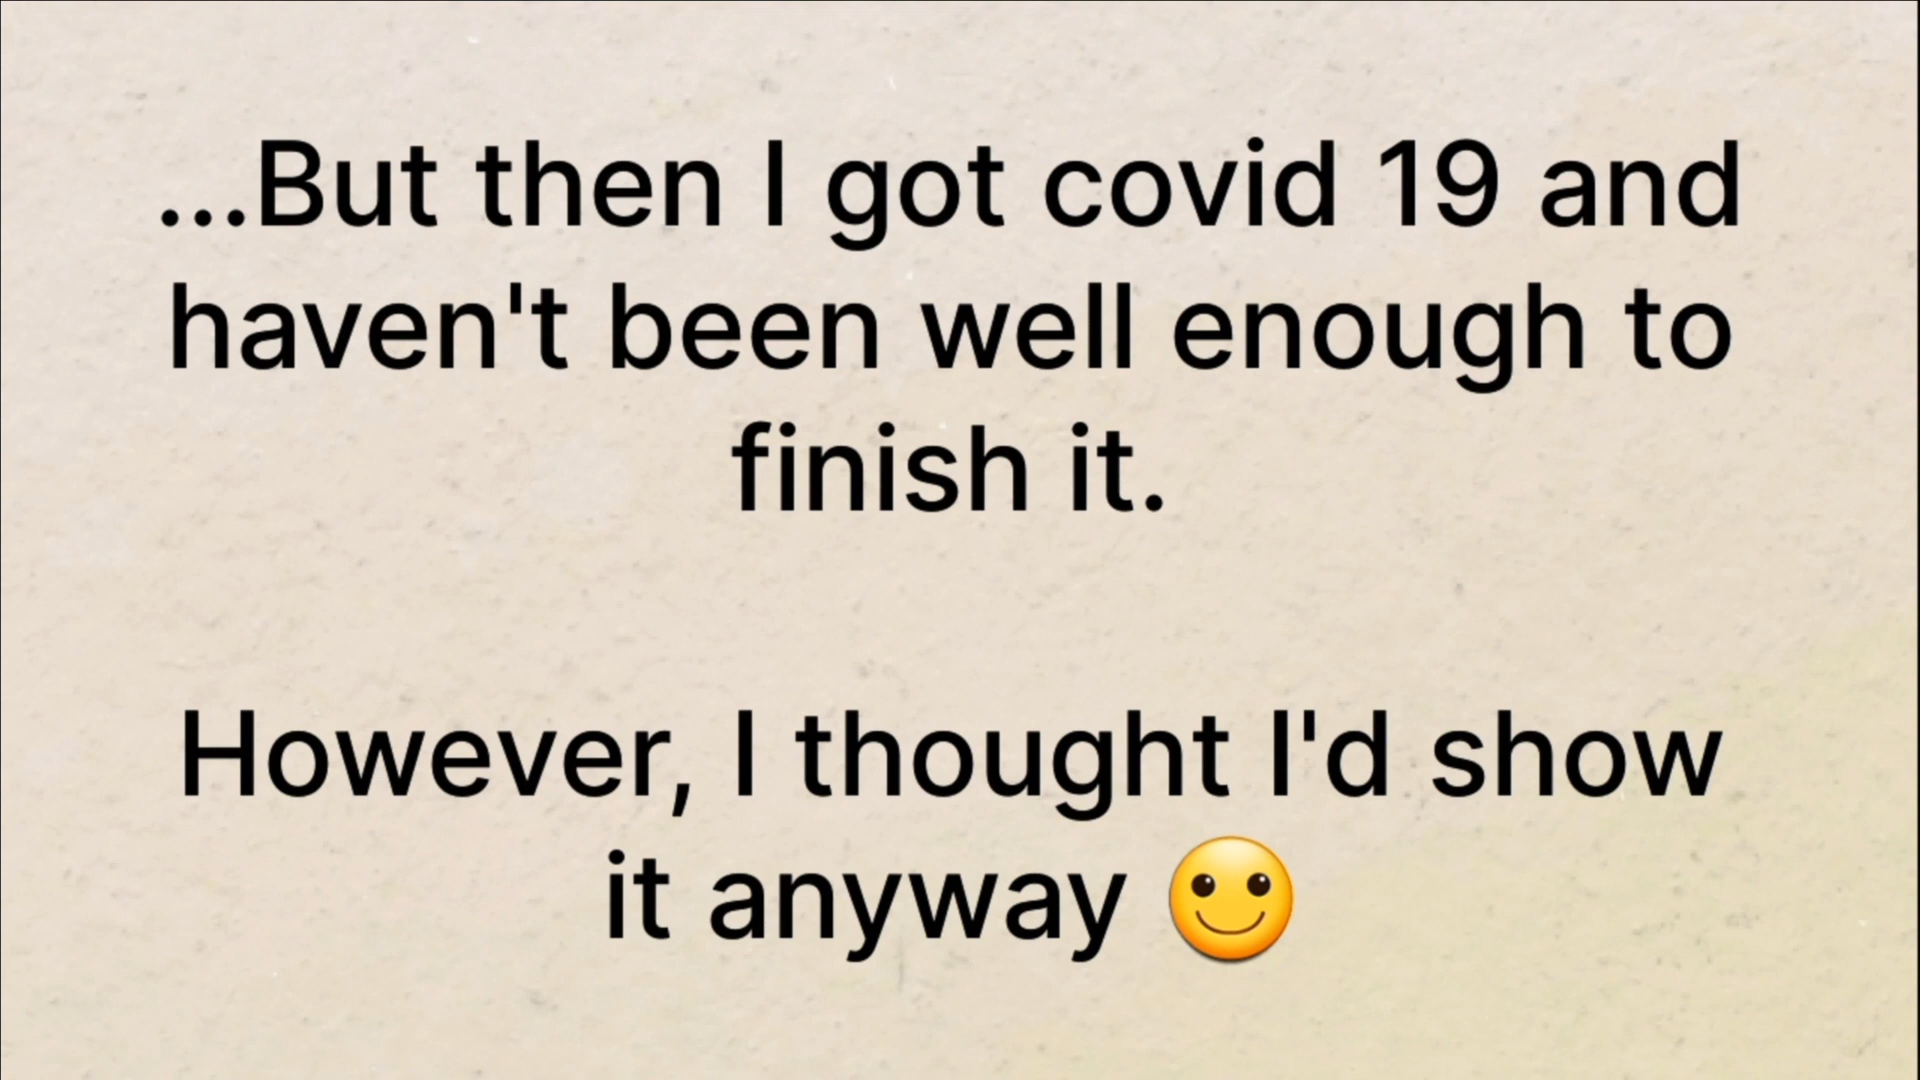 ...But then I got covid 19 and
haven't been well enough to
finish it.
However, I thought I'd show
it anyway 🙂